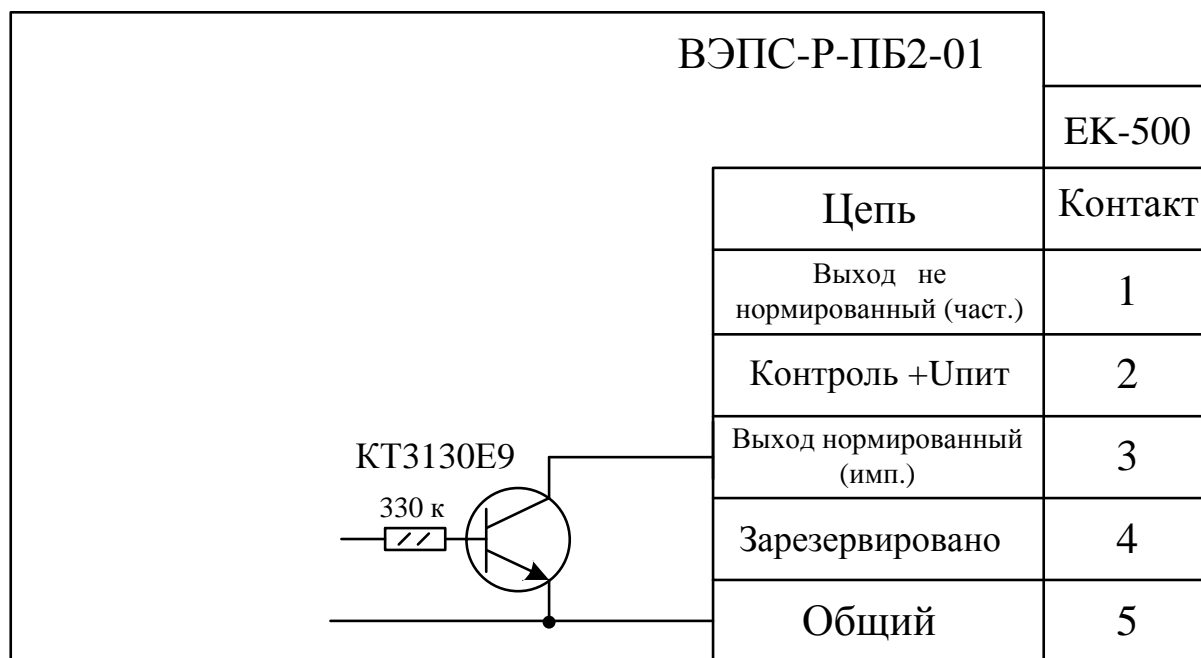 ВЭПС-Р-ПБ2-01
ЕК-500
Цепь
Контакт
Выход не
нормированный (част.)
1
Контроль +Uпит
2
Выход нормированный
(имп.)
3
КТ3130Е9
330 к
Зарезервировано
4
Общий
5